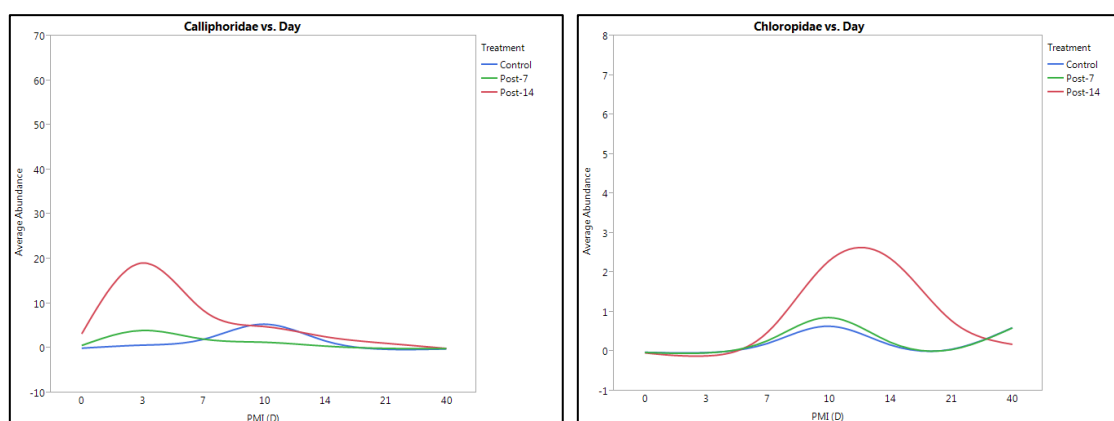 Calliphoridae vs. Day
70
60
50
40
30
20
10
0
-10
Average Abundance
0 3 7 10 14 21 40
PMI (D)
Treatment
Control
Post-7
Post-14
Chloropidae vs. Day
8
7
6
5
4
3
2
1
0
-1
Average Abundance
0 3 7 10 14 21 40
PMI (D)
Treatment
Control
Post-7
Post-14